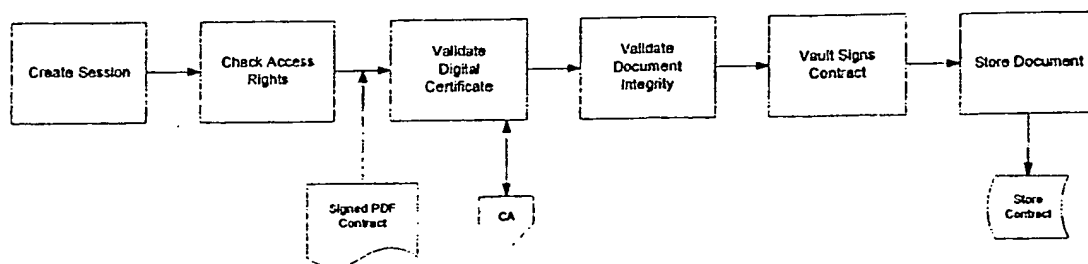 Create Session
Check Access
Rights
Validate
Digital
Certificate
Validate
Document
Integrity
Vault Signs
Contract
Store Document
Signed PDF
Contract
CA
Store
Contract